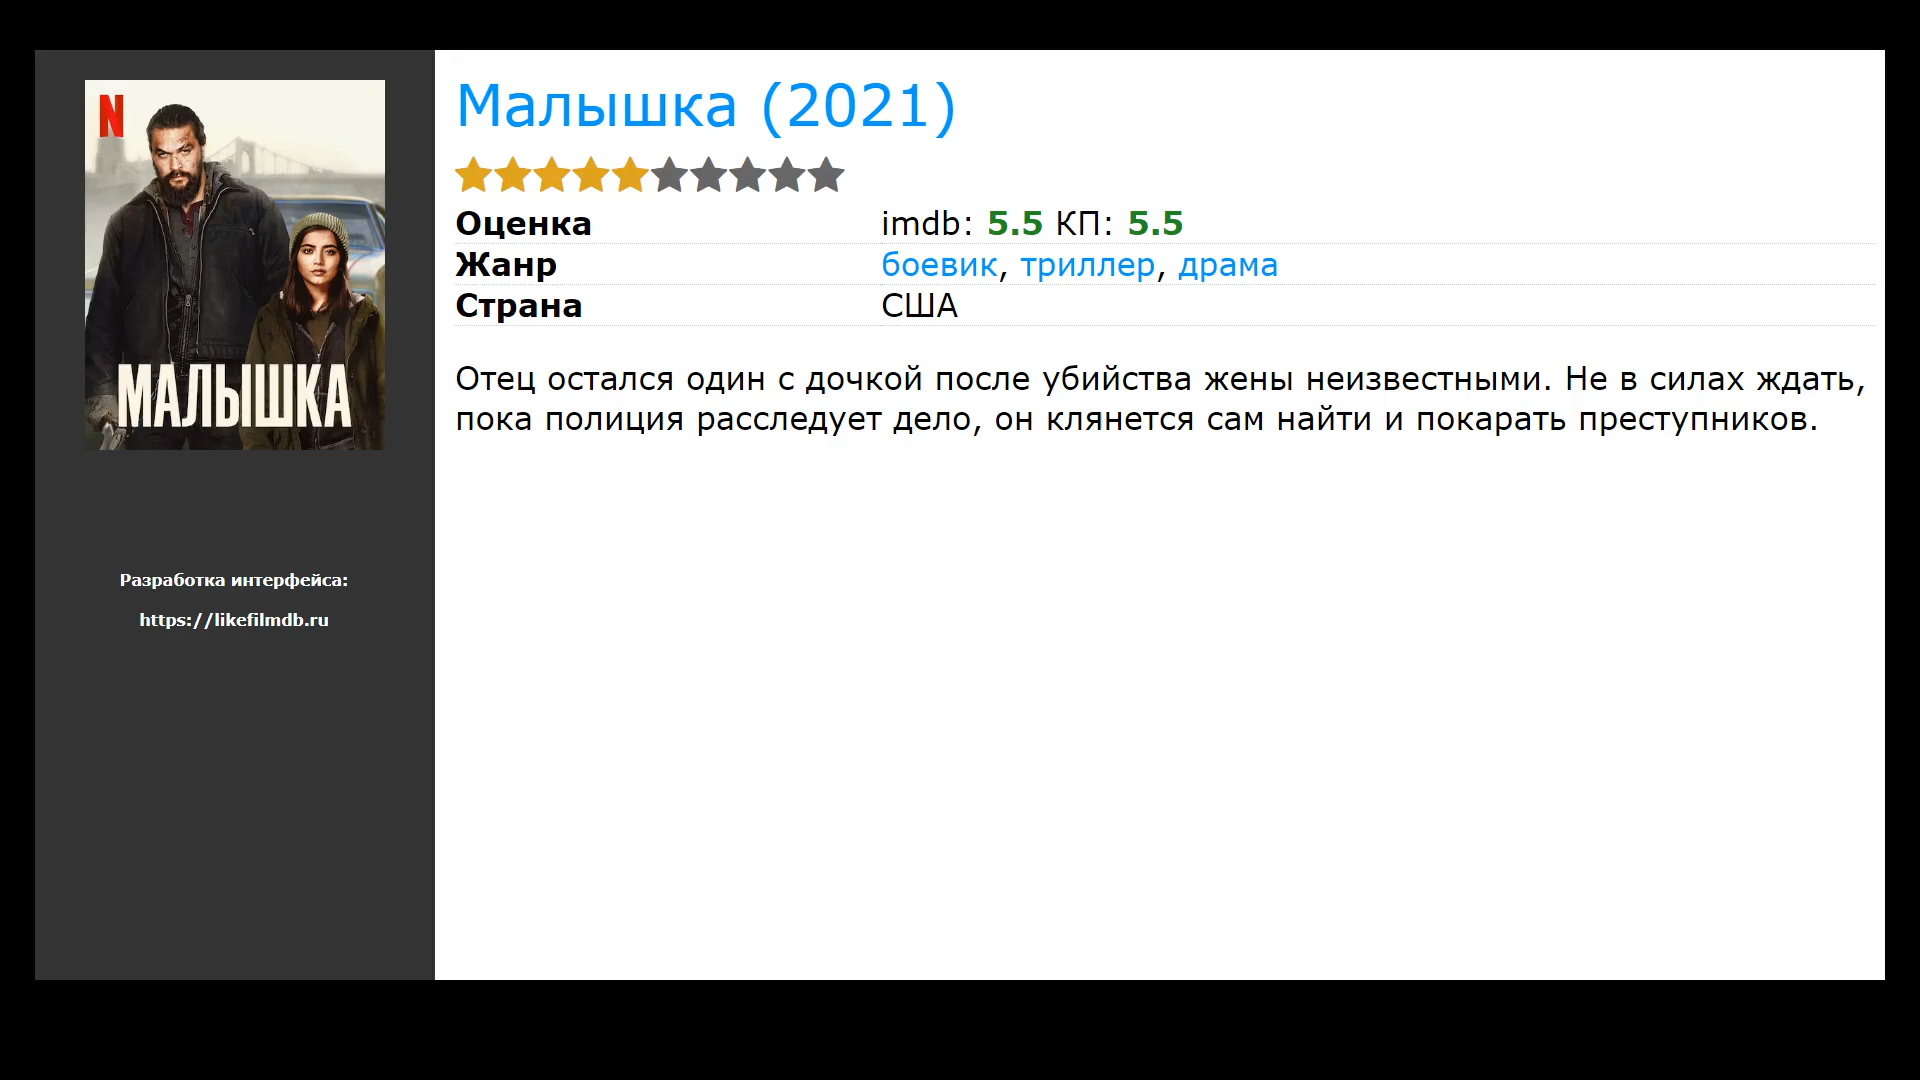 N
МАЛЫШКА
Разработка интерфейса:
https://likefilmdb.ru
Малышка (2021)
Оценка imdb: 5.5 КП: 5.5
Жанр боевик, триллер, драма
Страна США
Отец остался один с дочкой после убийства жены неизвестными. Не в силах ждать,
пока полиция расследует дело, он клянется сам найти и покарать преступников.